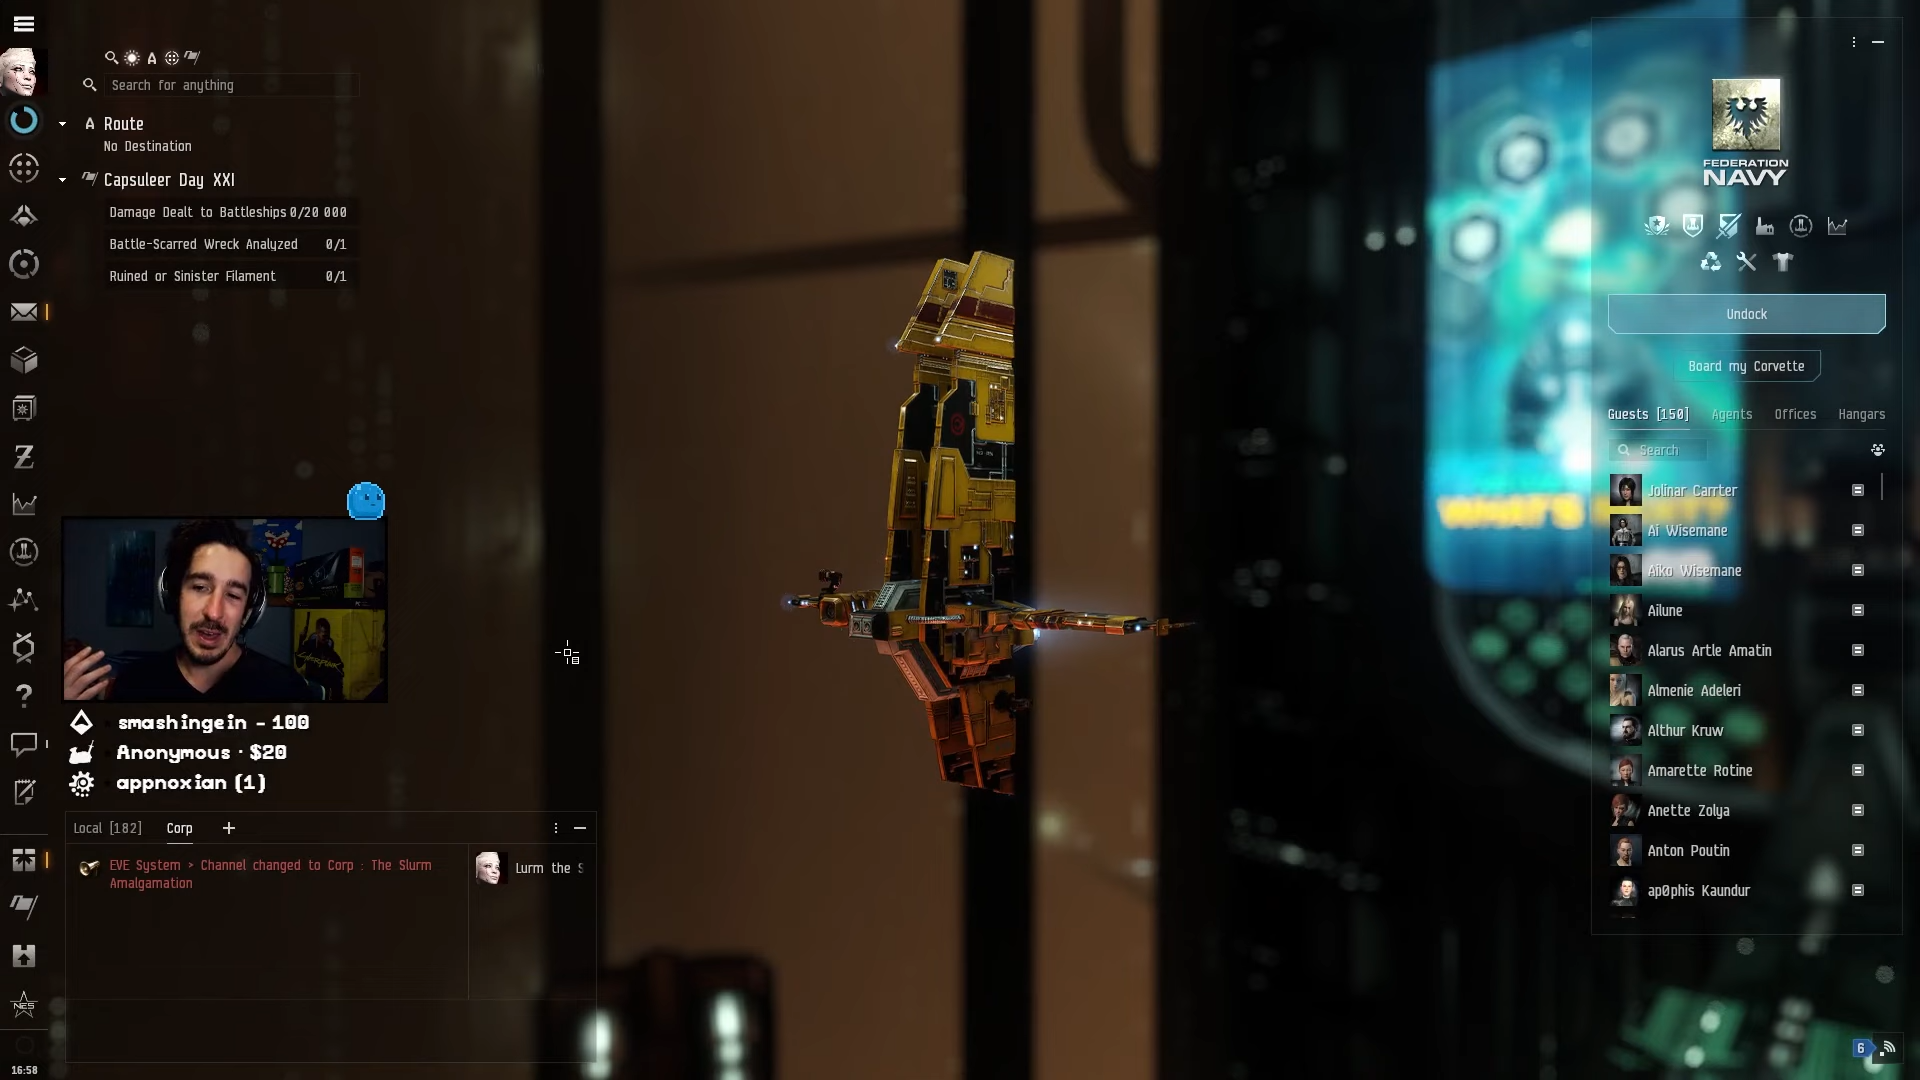 Search for anything
Route
No Destination
Capsuleer Day XXI
Damage Dealt to Battleships 0/20 000
Battle-Scarred Wreck Analyzed 0/1
Ruined or Sinister Filament 0/1
smashingein - 100
Anonymous · $20
appnoxian (1)
Local [182] Corp +
EVE System > Channel changed to Corp : The Slurm
Amalgamation
Lurm the
NES
16:58
CYBERPUNK
FEDERATION
NAVY
Undock
Board my Corvette
Guests [150] Agents Offices Hangars
Search
Jolinar Carrter
Ai Wisemane
Aiko Wisemane
Ailune
Alarus Artle Amatin
Almenie Adeleri
Althur Kruw
Amarette Rotine
Anette Zolya
Anton Poutin
ap0phis Kaundur
WHAT'S
6